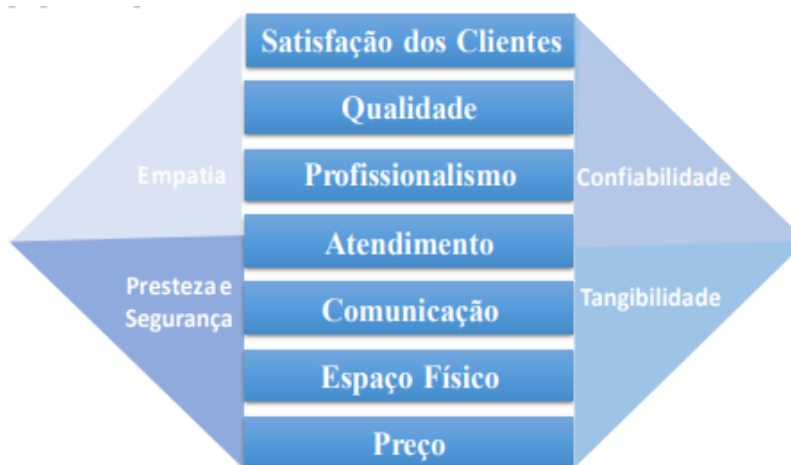 Satisfação dos Clientes
Qualidade
Empatia
Profissionalismo
Confiabilidade
Atendimento
Presteza e
Segurança
Comunicação
Tangibilidade
Espaço Físico
Preço